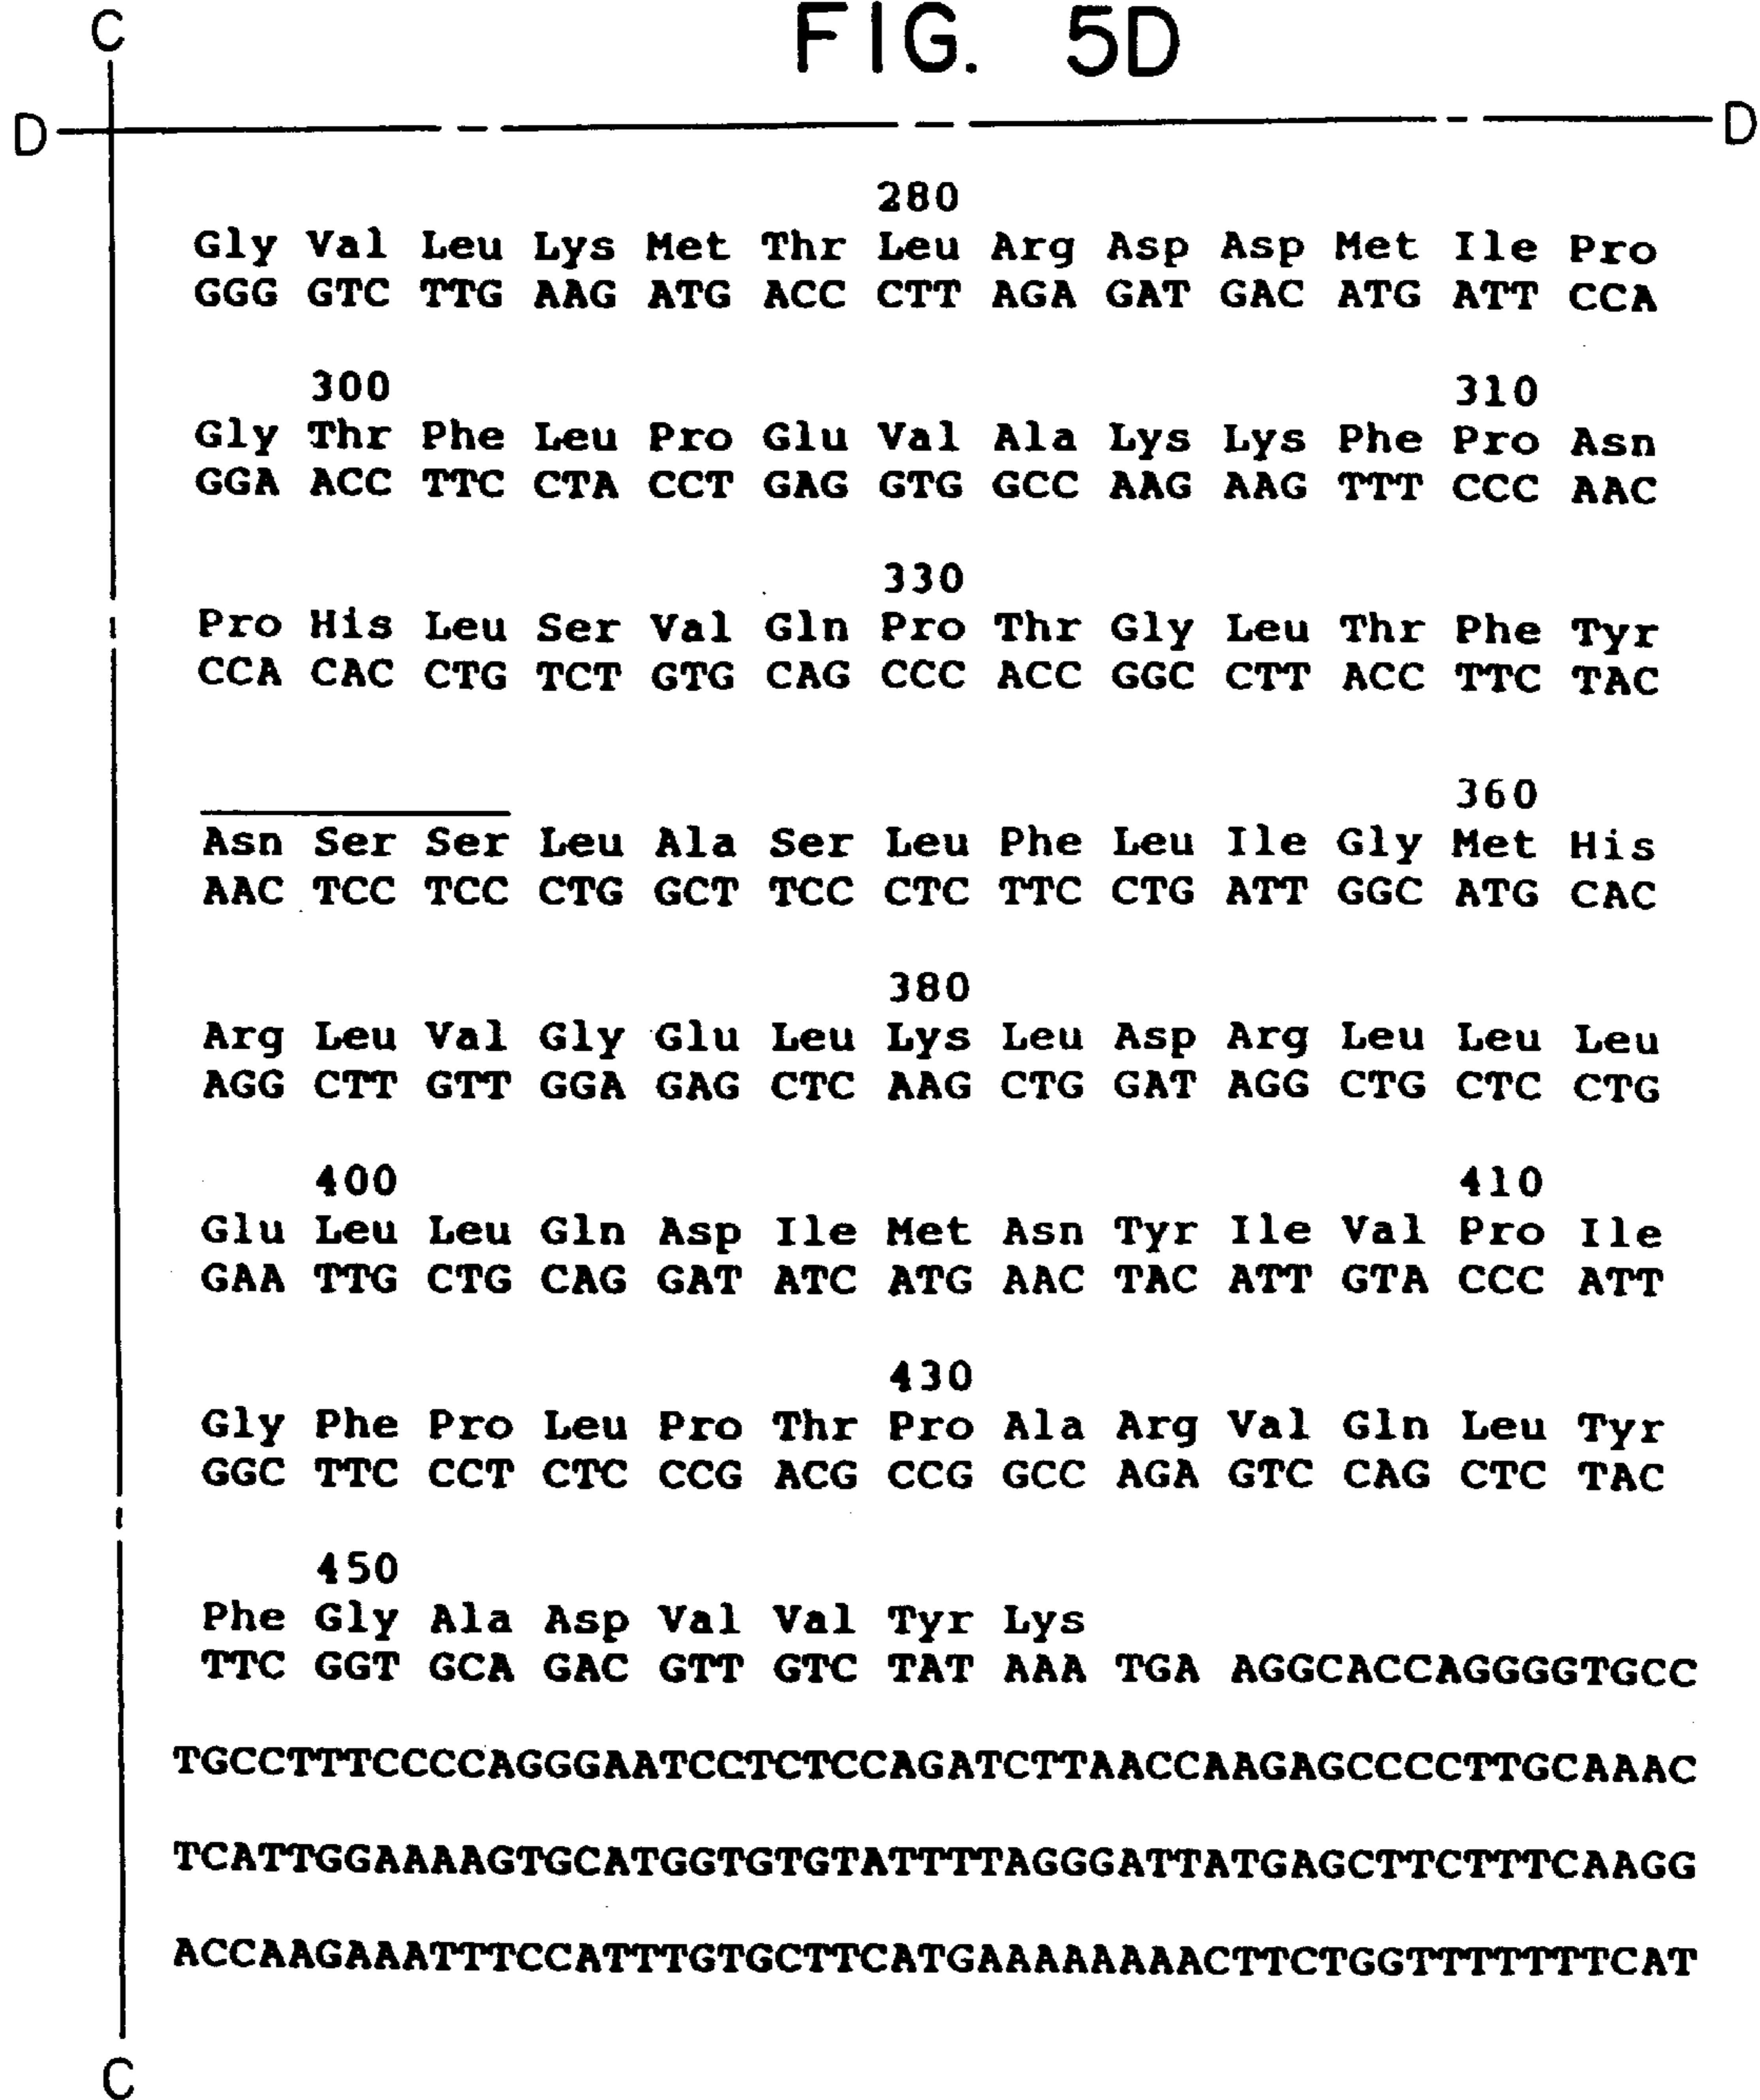 FIG. 5D
C
D D
280
Gly Val Leu Lys Met Thr Leu Arg Asp Asp Met Ile Pro
GGG GTC TTG AAG ATG ACC CTT AGA GAT GAC ATG ATT CCA
300 310
Gly Thr Phe Leu Pro Glu Val Ala Lys Lys Phe Pro Asn
GGA ACC TTC CTA CCT GAG GTG GCC AAG AAG TTT CCC AAC
330
Pro His Leu Ser Val Gln Pro Thr Gly Leu Thr Phe Tyr
CCA CAC CTG TCT GTG CAG CCC ACC GGC CTT ACC TTC TAC
360
Asn Ser Ser Leu Ala Ser Leu Phe Leu Ile Gly Met His
AAC TCC TCC CTG GCT TCC CTC TTC CTG ATT GGC ATG CAC
380
Arg Leu Val Gly Glu Leu Lys Leu Asp Arg Leu Leu Leu
AGG CTT GTT GGA GAG CTC AAG CTG GAT AGG CTG CTC CTG
400 410
Glu Leu Leu Gln Asp Ile Met Asn Tyr Ile Val Pro Ile
GAA TTG CTG CAG GAT ATC ATG AAC TAC ATT GTA CCC ATT
430
Gly Phe Pro Leu Pro Thr Pro Ala Arg Val Gln Leu Tyr
GGC TTC CCT CTC CCG ACG CCG GCC AGA GTC CAG CTC TAC
450
Phe Gly Ala Asp Val Val Tyr Lys
TTC GGT GCA GAC GTT GTC TAT AAA TGA AGGCACCAGGGGTGCC
TGCCTTTCCCCAGGGAATCCTCTCCAGATCTTAACCAAGAGCCCCTTGCAAAC
TCATTGGAAAAGTGCATGGTGTGTATTTTAGGGATTATGAGCTTCTTTCAAGG
ACCAAGAAATTTCCATTTGTGCTTCATGAAAAAAAACTTCTGGTTTTTTTCAT
C